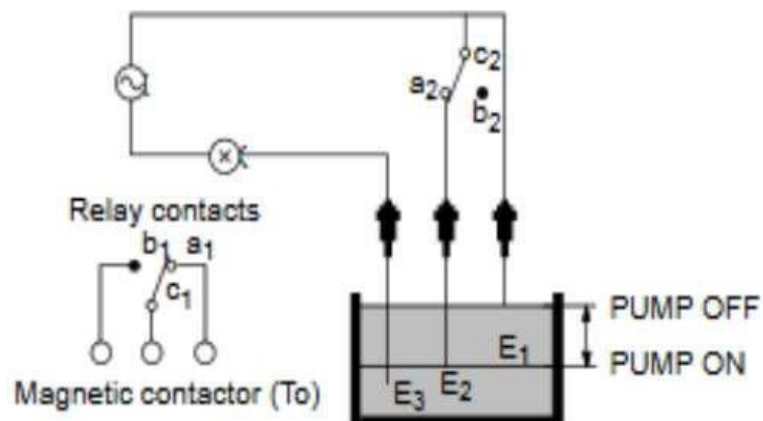 c2
a2
b2
Relay contacts
b1 a1
c1
PUMP OFF
E1
PUMP ON
E3 E2
Magnetic contactor (To)